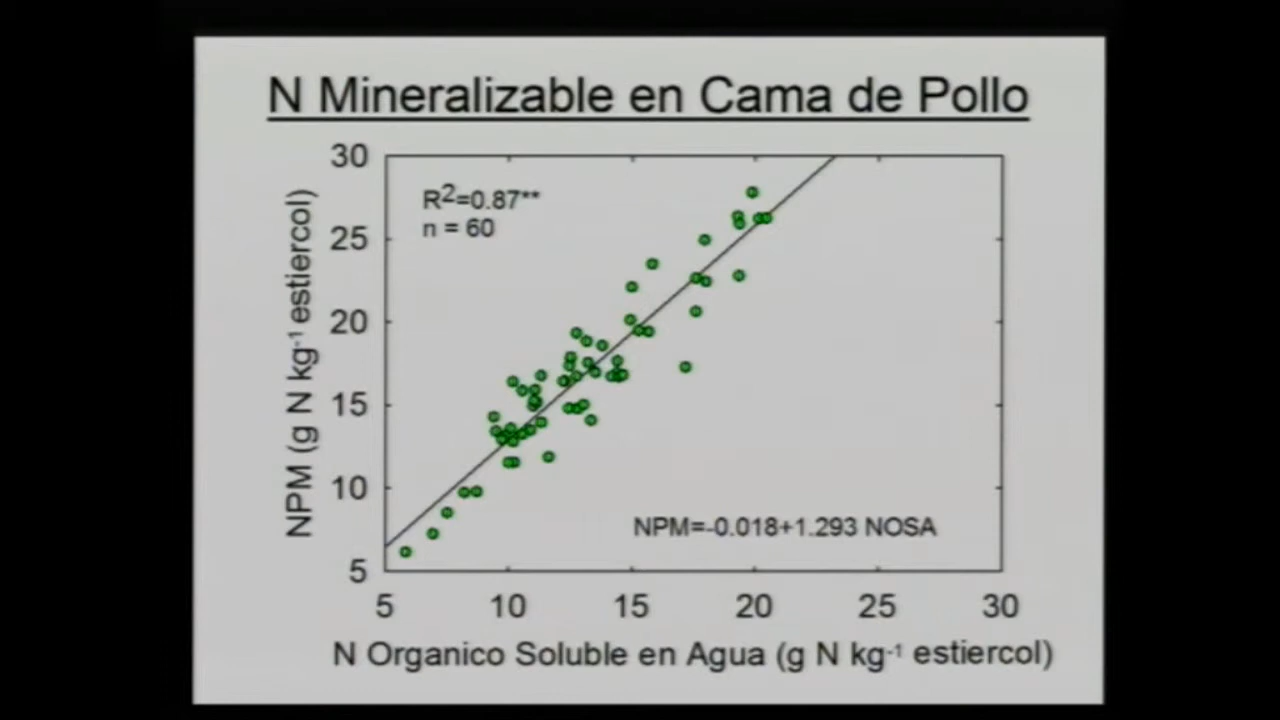 N Mineralizable en Cama de Pollo
30
25
20
15
10
5
NPM (g N kg-1 estiercol)
R2=0.87**
n = 60
NPM=-0.018+1.293 NOSA
5 10 15 20 25 30
N Organico Soluble en Agua (g N kg-1 estiercol)